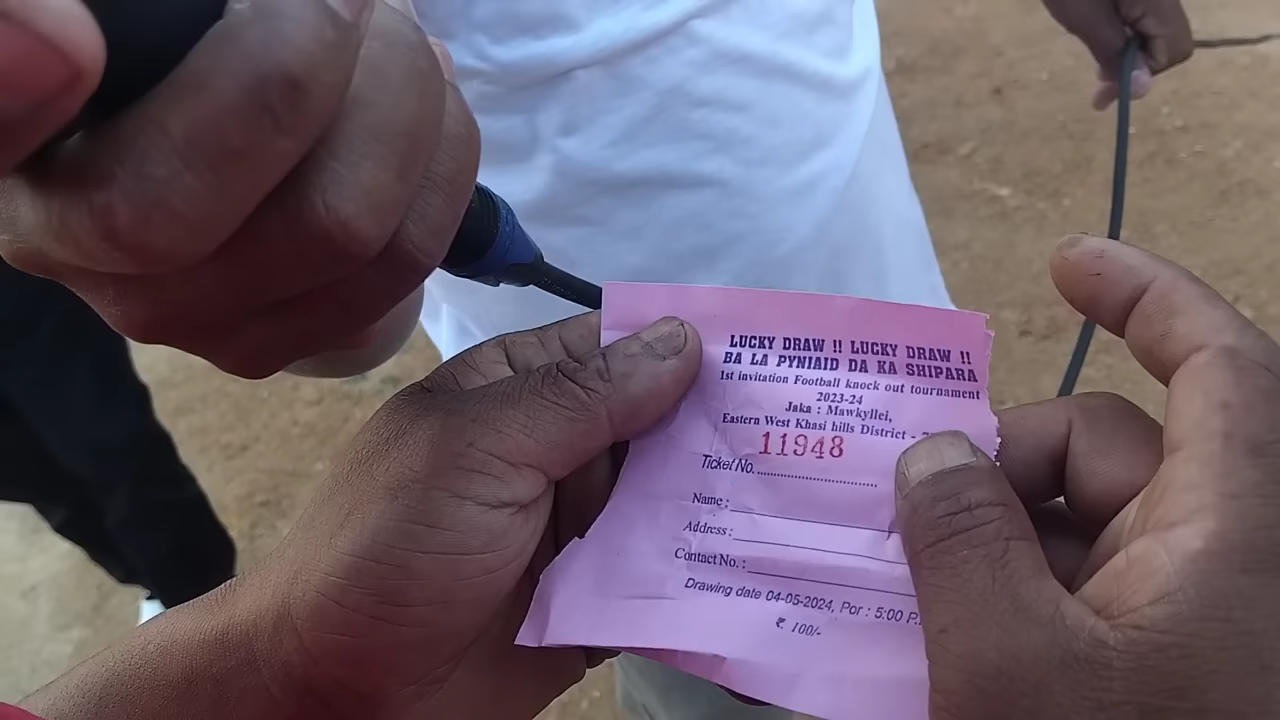 LUCKY DRAW !! LUCKY DRAW !!
BA LA PYNIAID DA KA SHIPARA
1st invitation Football knock out tournament
2023-24
Jaka : Mawkyllei,
Eastern West Khasi hills District -
11948
Ticket No. ................................
Name :
Address :
Contact No. :
Drawing date 04-05-2024, Por : 5:00 P.
₹. 100/-